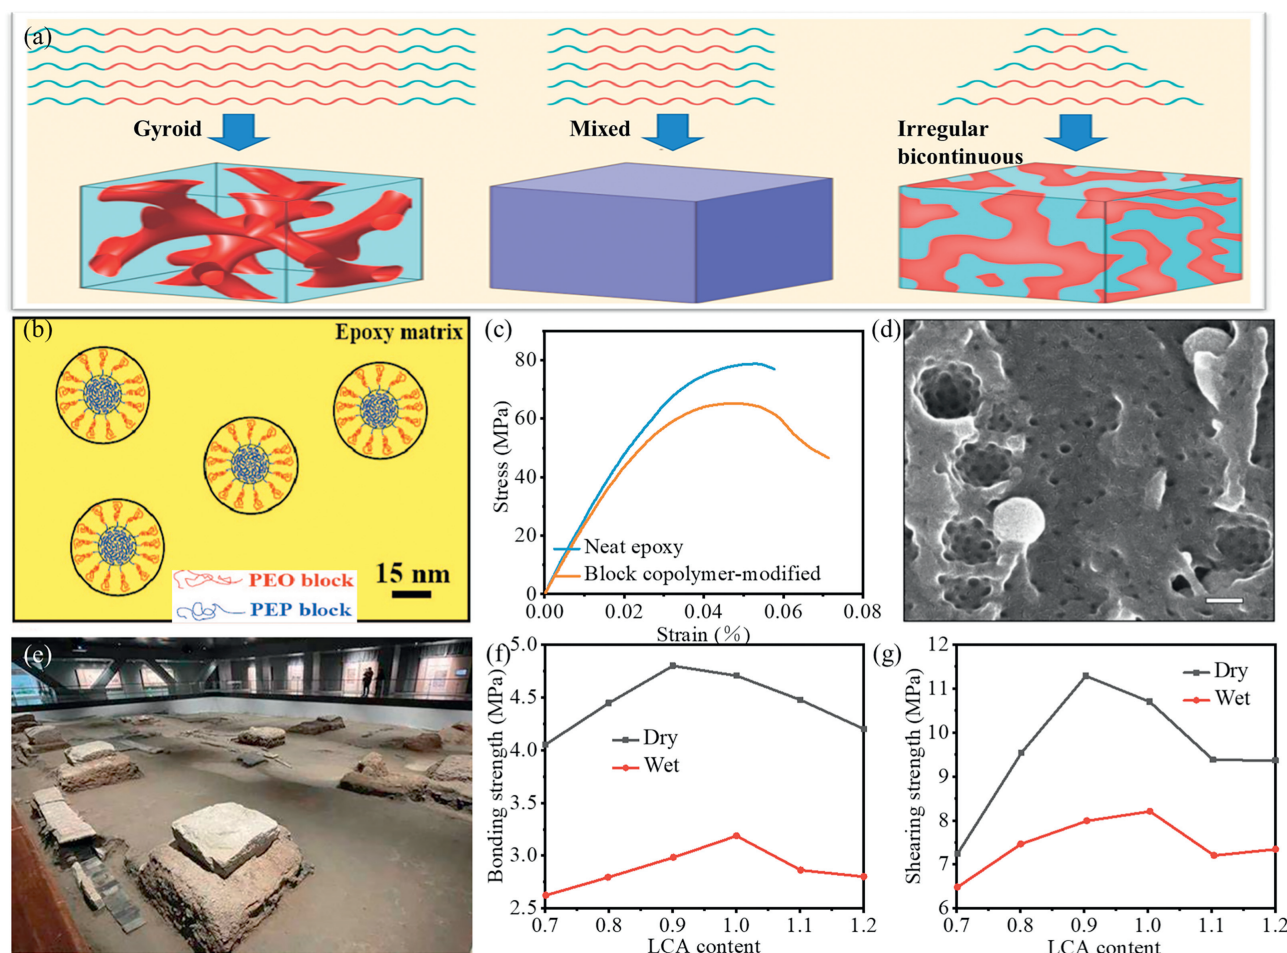 (a)
Gyroid
Mixed
Irregular
bicontinuous
(b)
Epoxy matrix
PEO block
PEP block
15 nm
(c)
80
60
40
20
0
0.00
0.02
0.04
0.06
0.08
Stress (MPa)
Strain (%)
Neat epoxy
Block copolymer-modified
(d)
(e)
(f)
5.0
4.5
4.0
3.5
3.0
2.5
0.7
0.8
0.9
1.0
1.1
1.2
Bonding strength (MPa)
LCA content
Dry
Wet
(g)
12
11
10
9
8
7
6
0.7
0.8
0.9
1.0
1.1
1.2
Shearing strength (MPa)
LCA content
Dry
Wet